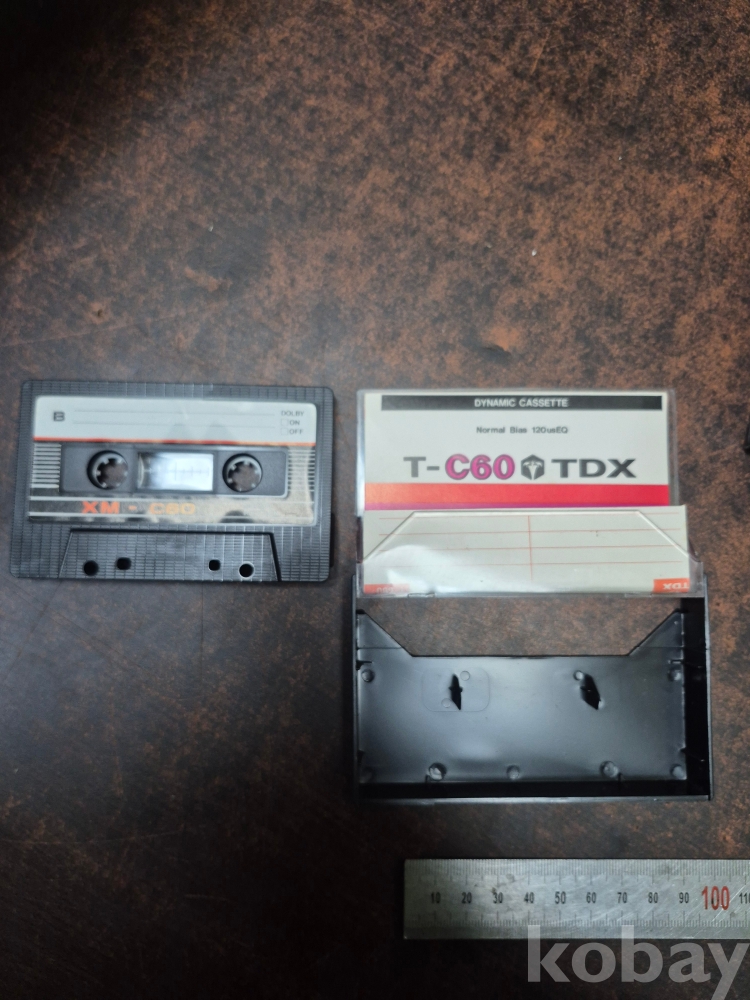 B
DOLBY
ON
OFF
XM - C60
DYNAMIC CASSETTE
Normal Bias 120usEQ
T-C60 TDX
TDX
10 20 30 40 50 60 70 80 90 100 110
kobay